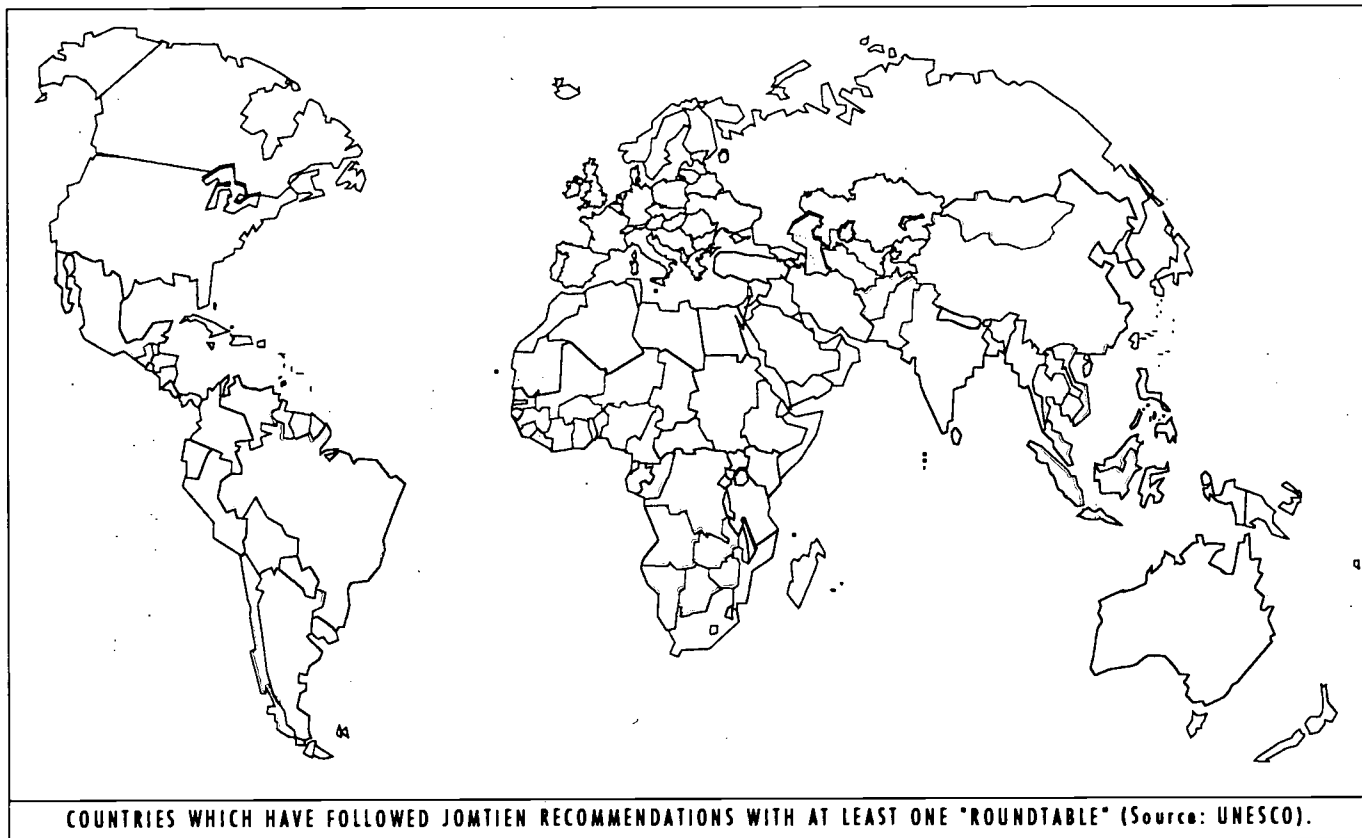 COUNTRIES WHICH HAVE FOLLOWED JOMTIEN RECOMMENDATIONS WITH AT LEAST ONE "ROUNDTABLE" (Source: UNESCO).